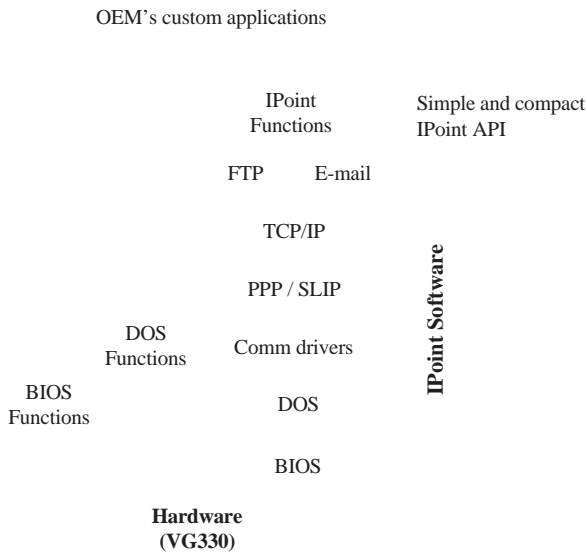 OEM’s custom applications
IPoint
Functions
Simple and compact
IPoint API
FTP
E-mail
TCP/IP
PPP / SLIP
IPoint Software
DOS
Functions
Comm drivers
BIOS
Functions
DOS
BIOS
Hardware
(VG330)